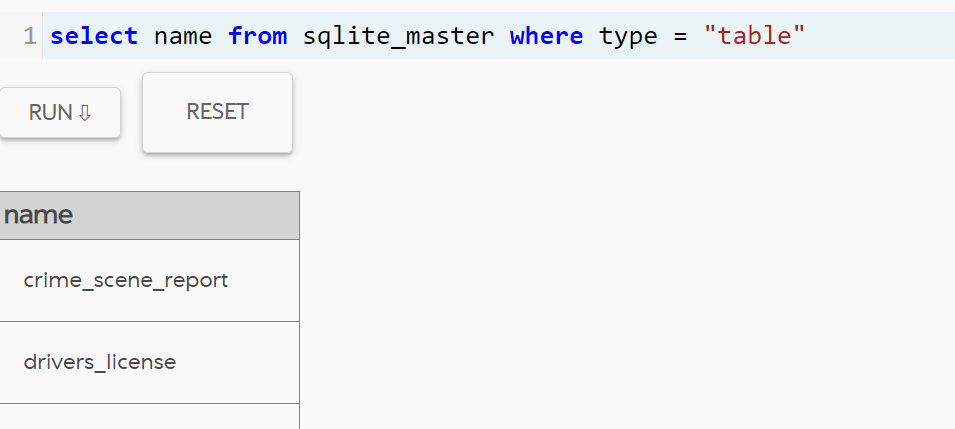 1 select name from sqlite_master where type = "table"
RUN ⇩
RESET
name
crime_scene_report
drivers_license